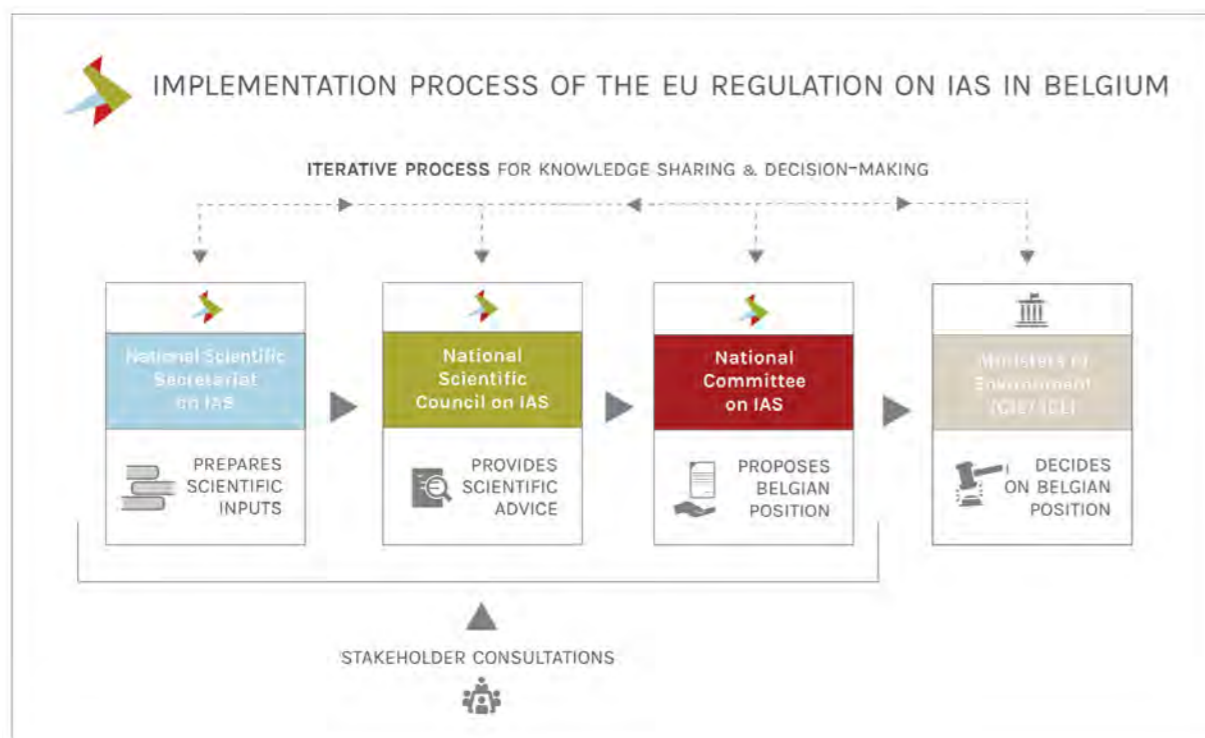 IMPLEMENTATION PROCESS OF THE EU REGULATION ON IAS IN BELGIUM
ITERATIVE PROCESS FOR KNOWLEDGE SHARING & DECISION-MAKING
National Scientific
Secretariat
on IAS
PREPARES
SCIENTIFIC
INPUTS
National
Scientific
Council on IAS
PROVIDES
SCIENTIFIC
ADVICE
National
Committee
on IAS
PROPOSES
BELGIAN
POSITION
Ministers of
Environment
DECIDES
ON BELGIAN
POSITION
STAKEHOLDER CONSULTATIONS